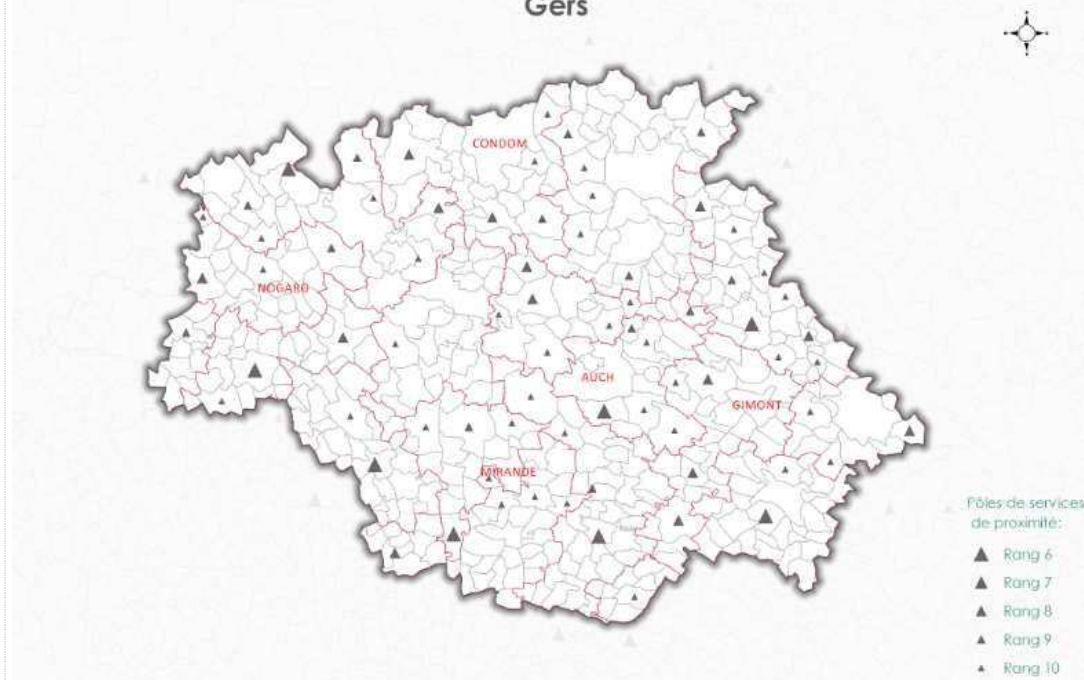 Gers
CONDOM
NOGARO
AUCH
GIMONT
MIRANDE
Pôles de services
de proximité:
Rang 6
Rang 7
Rang 8
Rang 9
Rang 10